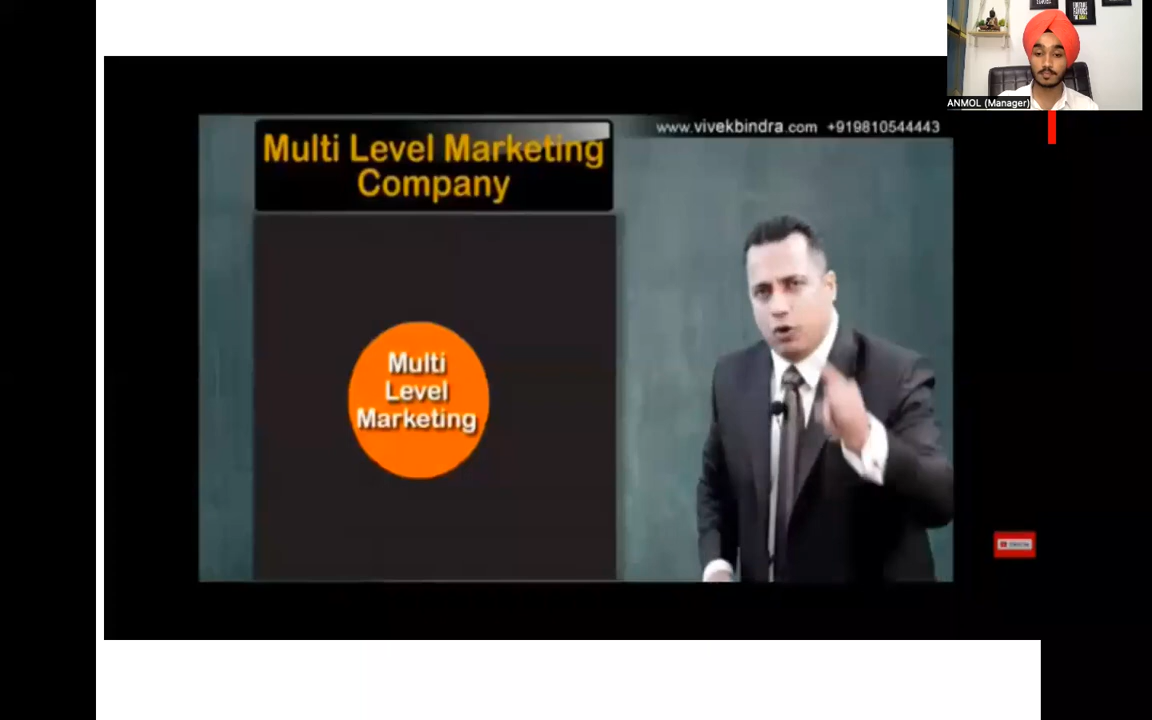 ANMOL (Manager)
www.vivekbindra.com +919810544443
Multi Level Marketing
Company
Multi
Level
Marketing